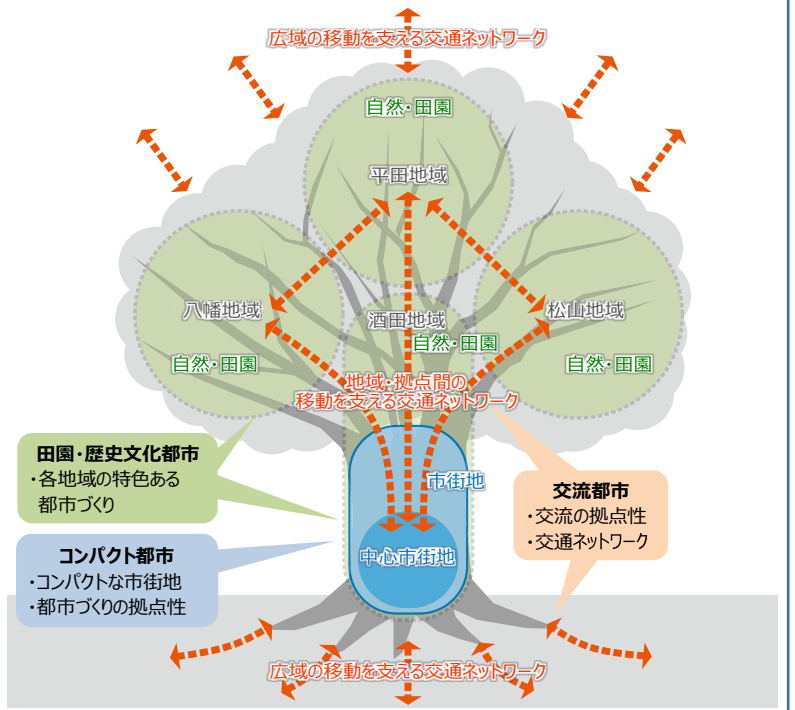 広域の移動を支える交通ネットワーク
自然・田園
平田地域
八幡地域
酒田地域
松山地域
自然・田園
自然・田園
自然・田園
地域・拠点間の
移動を支える交通ネットワーク
田園・歴史文化都市
・各地域の特色ある
都市づくり
市街地
交流都市
・交流の拠点性
・交通ネットワーク
コンパクト都市
・コンパクトな市街地
・都市づくりの拠点性
中心市街地
広域の移動を支える交通ネットワーク